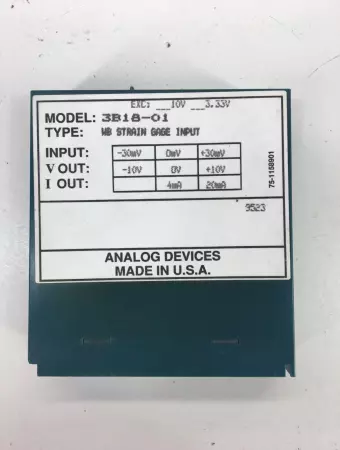 EXC: ___10V ___3.33V
MODEL: 3B18-01
TYPE: WB STRAIN GAGE INPUT
INPUT: -30mV 0mV +30mV
V OUT: -10V 0V +10V
I OUT: 4mA 20mA
75-1158901
9523
ANALOG DEVICES
MADE IN U.S.A.